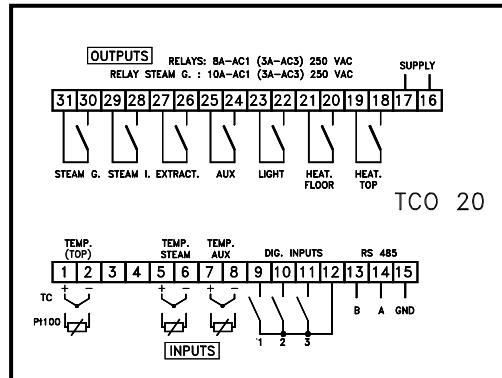 OUTPUTS RELAYS: 8A-AC1 (3A-AC3) 250 VAC
RELAY STEAM G. : 10A-AC1 (3A-AC3) 250 VAC
SUPPLY
31 30 29 28 27 26 25 24 23 22 21 20 19 18 17 16
STEAM G. STEAM I. EXTRACT. AUX LIGHT HEAT. FLOOR HEAT. TOP
TCO 20
TEMP. (TOP) TEMP. STEAM TEMP. AUX DIG. INPUTS RS 485
1 2 3 4 5 6 7 8 9 10 11 12 13 14 15
+ - + - + -
TC
B A GND
Pt100
1 2 3
INPUTS